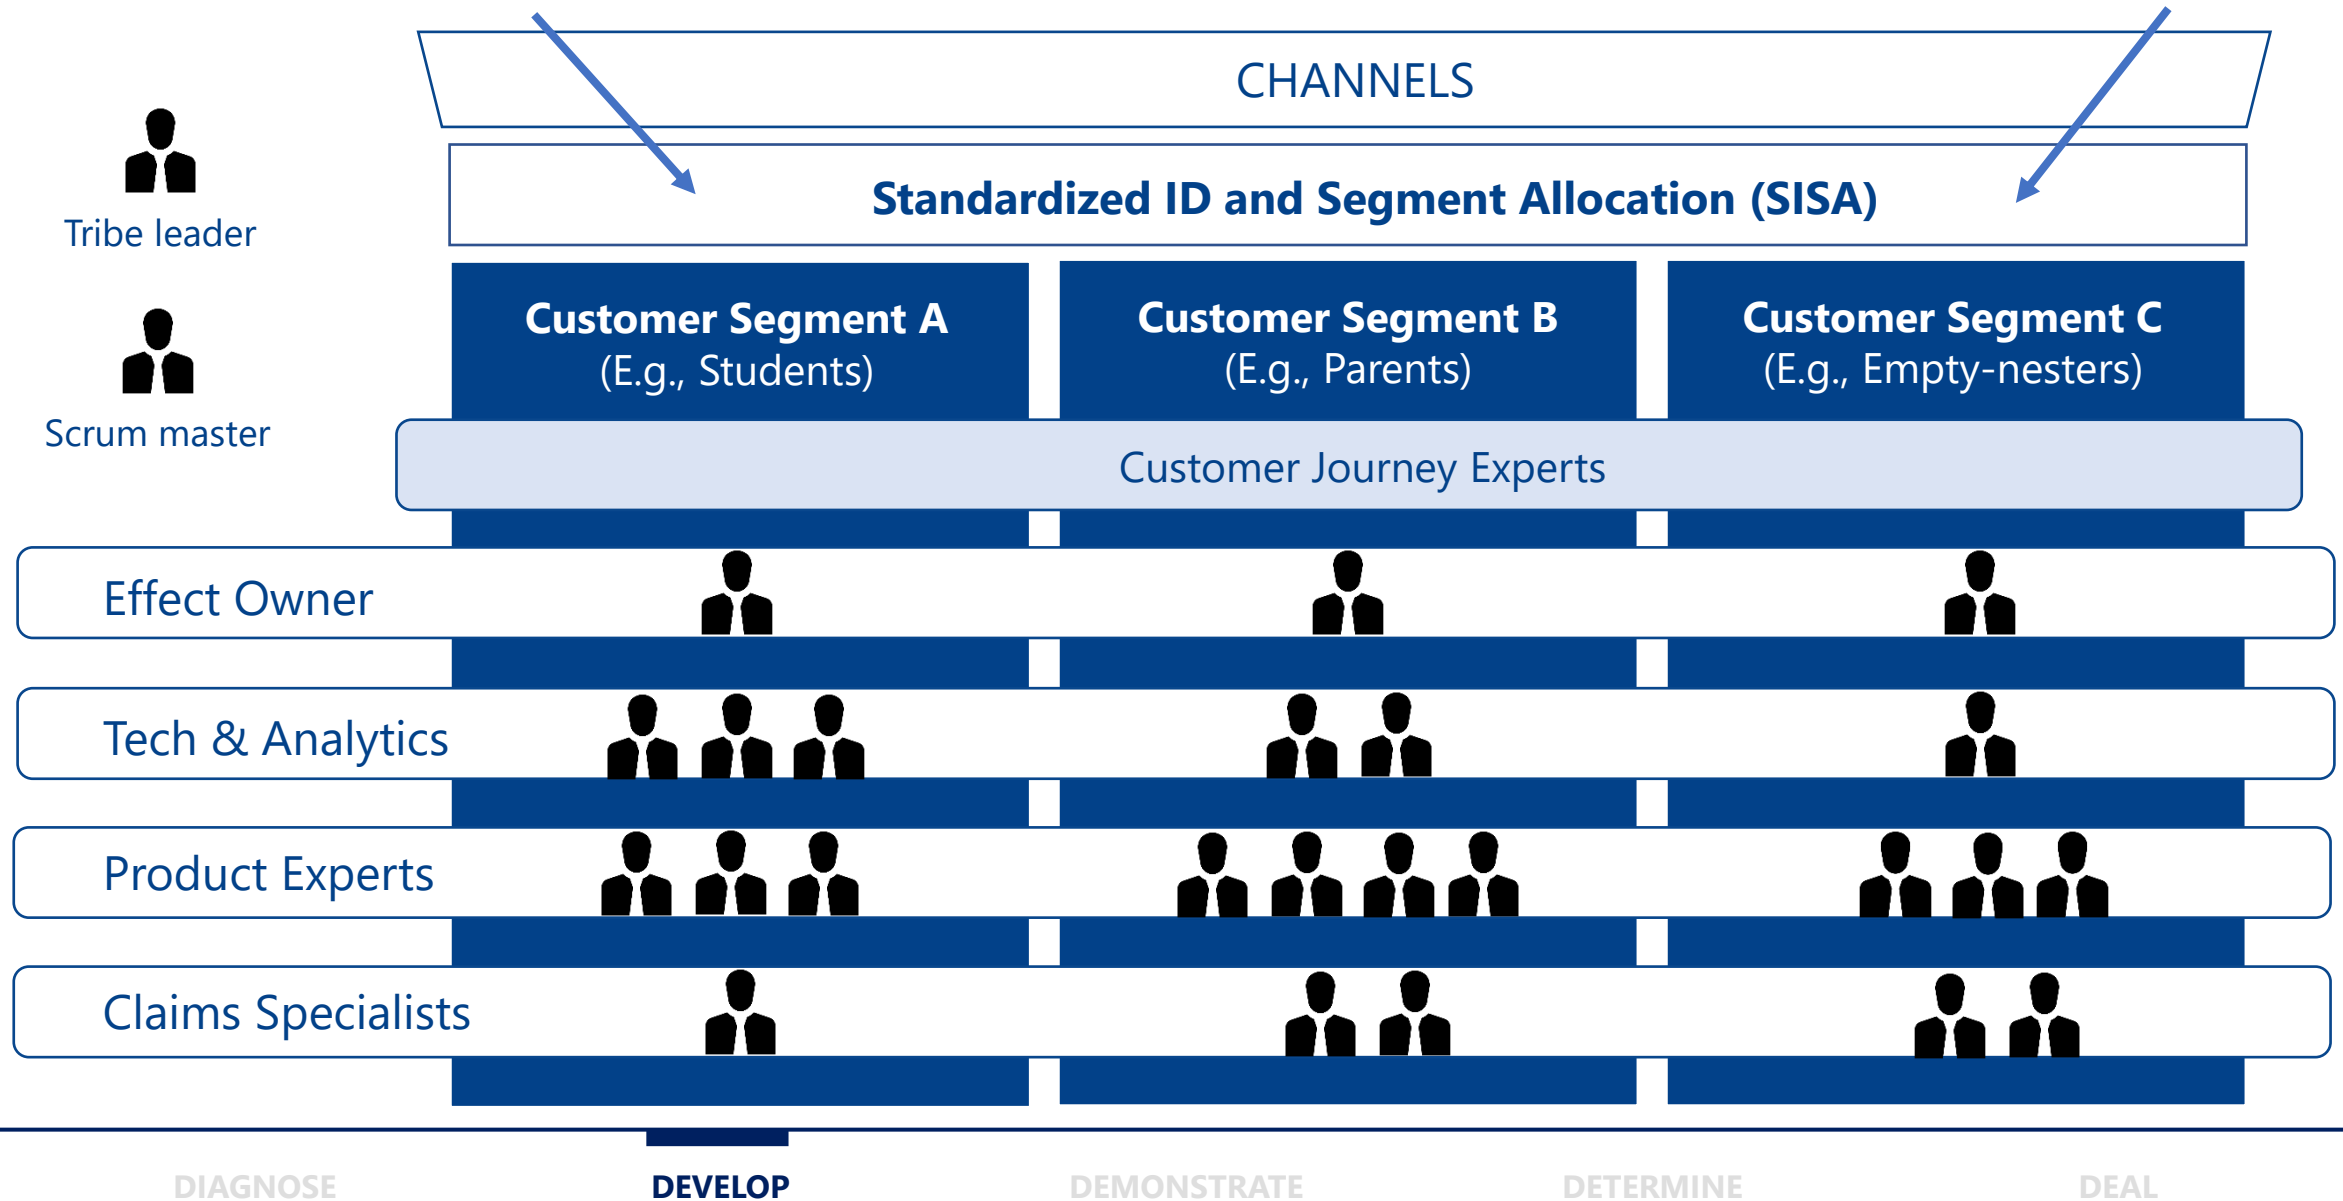 CHANNELS
Standardized ID and Segment Allocation (SISA)
Tribe leader
Scrum master
Customer Segment A
(E.g., Students)
Customer Segment B
(E.g., Parents)
Customer Segment C
(E.g., Empty-nesters)
Customer Journey Experts
Effect Owner
Tech & Analytics
Product Experts
Claims Specialists
DIAGNOSE
DEVELOP
DEMONSTRATE
DETERMINE
DEAL